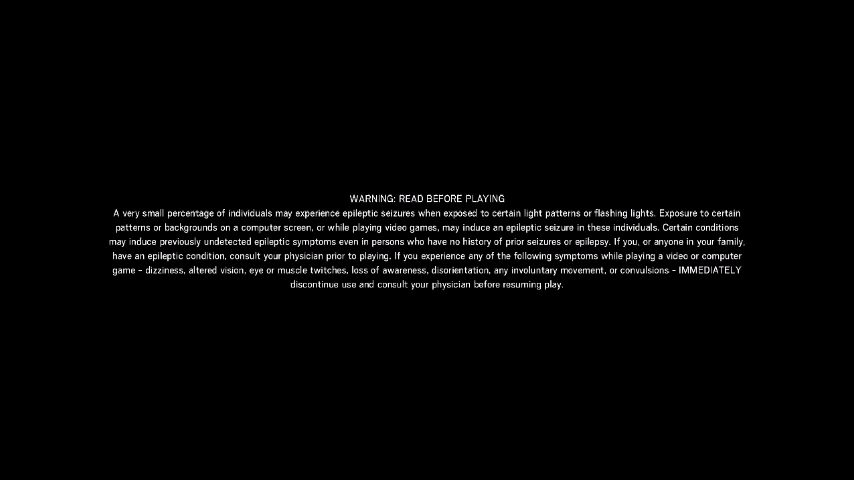 WARNING: READ BEFORE PLAYING
A very small percentage of individuals may experience epileptic seizures when exposed to certain light patterns or flashing lights. Exposure to certain
patterns or backgrounds on a computer screen, or while playing video games, may induce an epileptic seizure in these individuals. Certain conditions
may induce previously undetected epileptic symptoms even in persons who have no history of prior seizures or epilepsy. If you, or anyone in your family,
have an epileptic condition, consult your physician prior to playing. If you experience any of the following symptoms while playing a video or computer
game - dizziness, altered vision, eye or muscle twitches, loss of awareness, disorientation, any involuntary movement, or convulsions - IMMEDIATELY
discontinue use and consult your physician before resuming play.